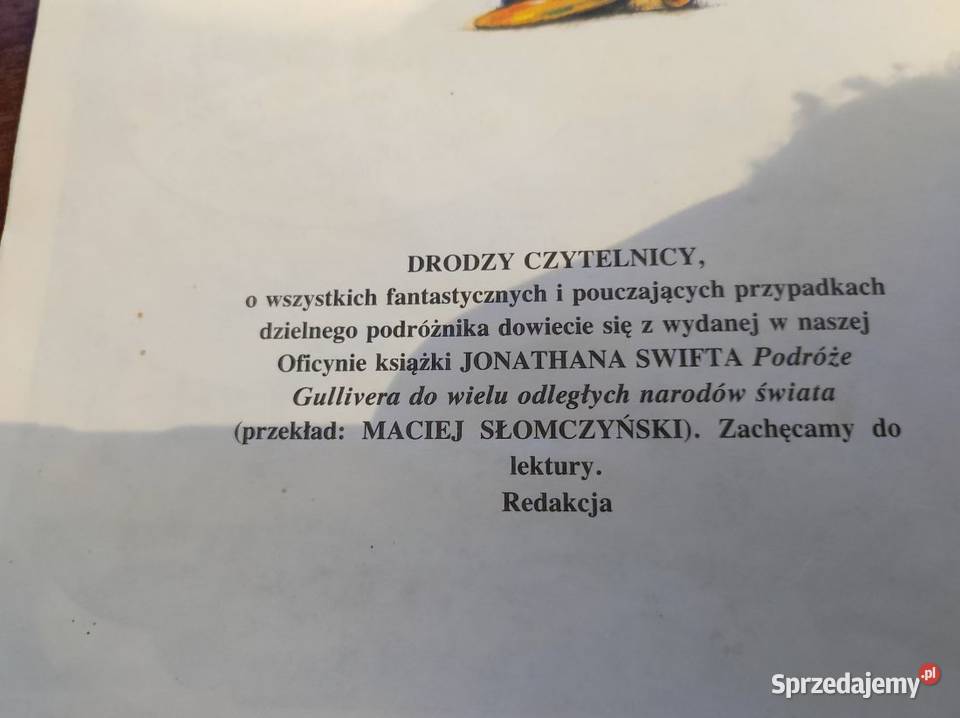 DRODZY CZYTELNICY,
o wszystkich fantastycznych i pouczających przypadkach
dzielnego podróżnika dowiecie się z wydanej w naszej
Oficynie książki JONATHANA SWIFTA Podróże
Gullivera do wielu odległych narodów świata
(przekład: MACIEJ SŁOMCZYŃSKI). Zachęcamy do
lektury.
Redakcja
Sprzedajemy.pl